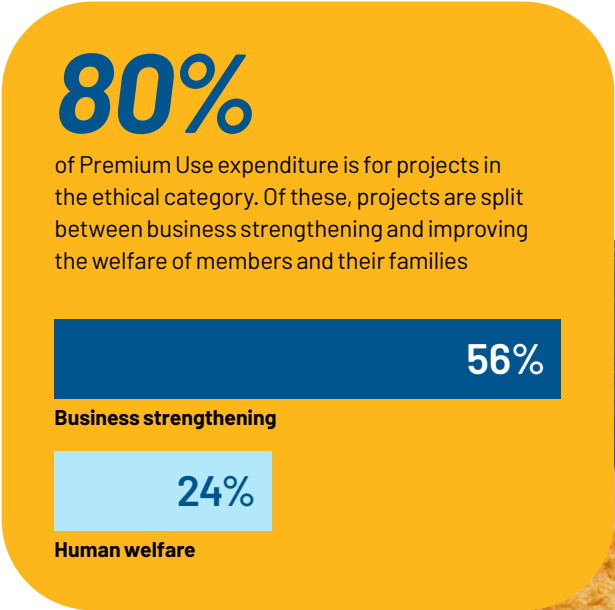 80%
of Premium Use expenditure is for projects in
the ethical category. Of these, projects are split
between business strengthening and improving
the welfare of members and their families
56%
Business strengthening
24%
Human welfare